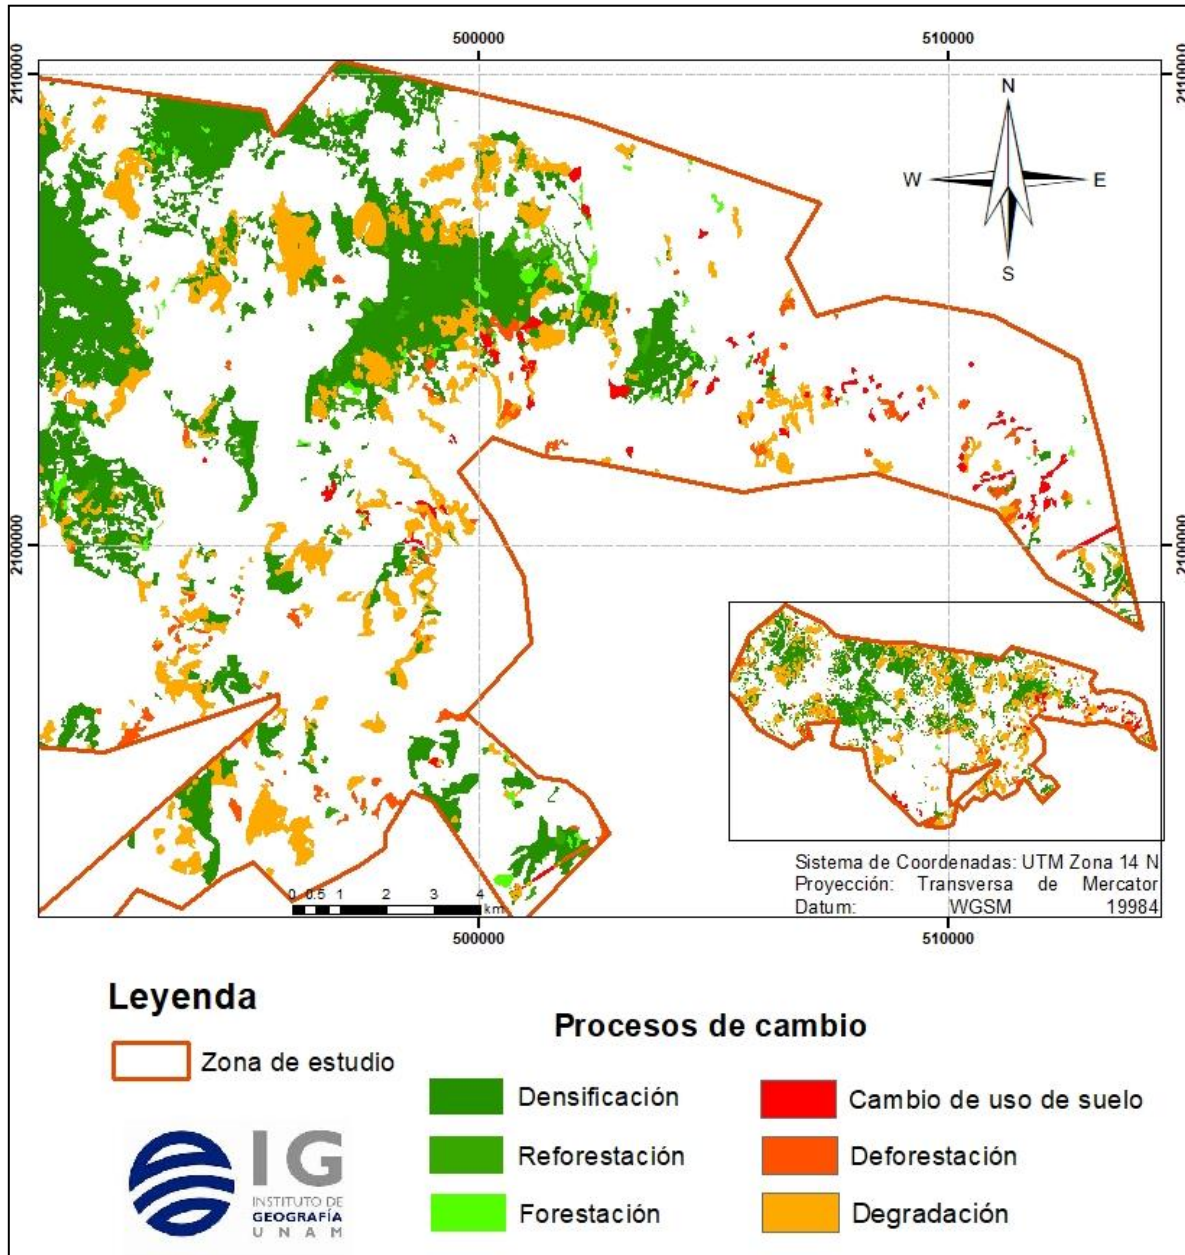 500000
510000
2110000
2110000
N
W
E
S
2100000
2100000
Sistema de Coordenadas: UTM Zona 14 N
Proyección: Transversa de Mercator
Datum: WGSM 19984
0 0.5 1 2 3 4
km
500000
510000
Leyenda
Zona de estudio
Procesos de cambio
Densificación
Reforestación
Forestación
Cambio de uso de suelo
Deforestación
Degradación
IG
INSTITUTO DE
GEOGRAFÍA
UNAM